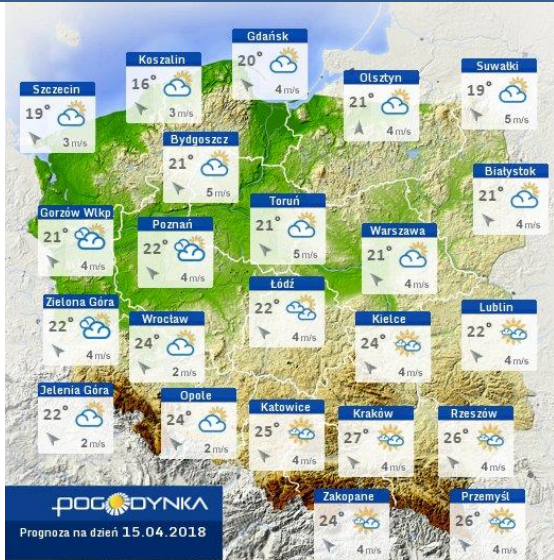 Gdańsk
20°
4 m/s
Koszalin
16°
3 m/s
Suwałki
19°
5 m/s
Olsztyn
21°
4 m/s
Szczecin
19°
3 m/s
Bydgoszcz
21°
5 m/s
Białystok
21°
4 m/s
Toruń
21°
5 m/s
Gorzów Wlkp
21°
4 m/s
Poznań
22°
4 m/s
Warszawa
21°
4 m/s
Łódź
22°
4 m/s
Zielona Góra
22°
4 m/s
Wrocław
24°
2 m/s
Kielce
24°
4 m/s
Lublin
22°
4 m/s
Jelenia Góra
22°
2 m/s
Opole
24°
2 m/s
Katowice
25°
4 m/s
Kraków
27°
4 m/s
Rzeszów
26°
4 m/s
Zakopane
24°
4 m/s
Przemyśl
26°
4 m/s
POGODYNKA
Prognoza na dzień 15.04.2018